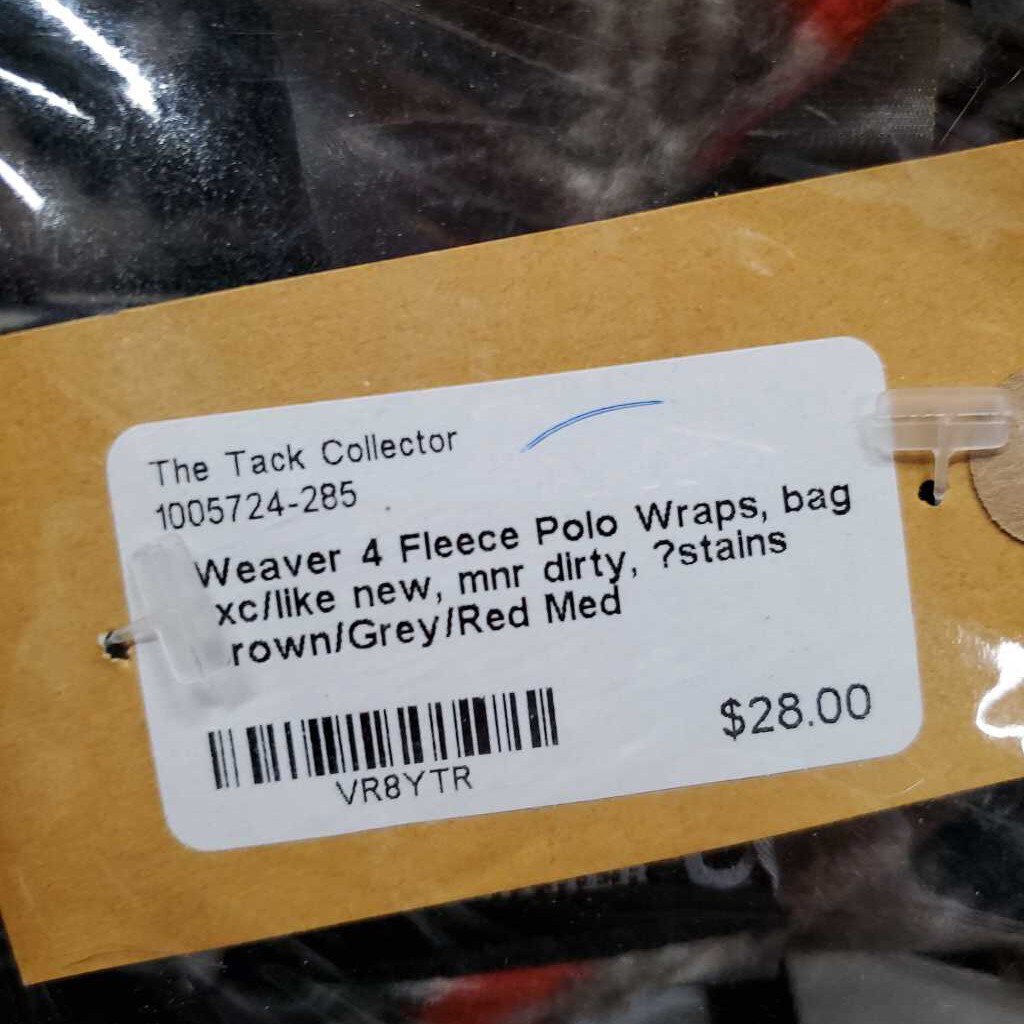 The Tack Collector
1005724-285
Weaver 4 Fleece Polo Wraps, bag
xc/like new, mnr dirty, ?stains
rown/Grey/Red Med
$28.00
VR8YTR